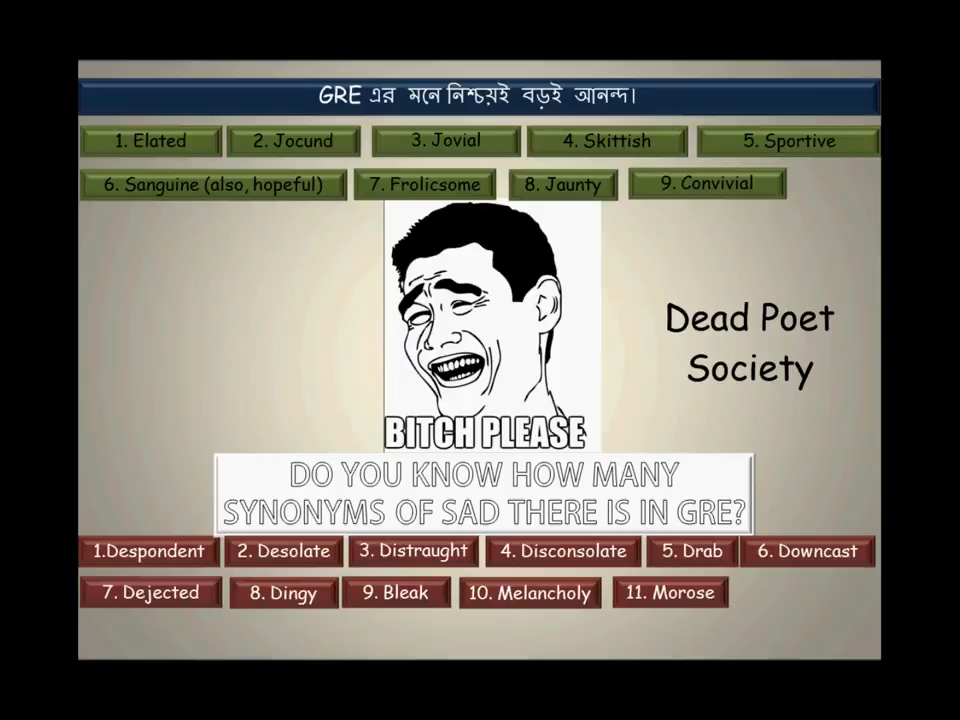 GRE এর মনে নিশ্চয়ই বড়ই আনন্দ।
1. Elated 2. Jocund 3. Jovial 4. Skittish 5. Sportive
6. Sanguine (also, hopeful) 7. Frolicsome 8. Jaunty 9. Convivial
Dead Poet
Society
BITCH PLEASE
DO YOU KNOW HOW MANY
SYNONYMS OF SAD THERE IS IN GRE?
1.Despondent 2. Desolate 3. Distraught 4. Disconsolate 5. Drab 6. Downcast
7. Dejected 8. Dingy 9. Bleak 10. Melancholy 11. Morose